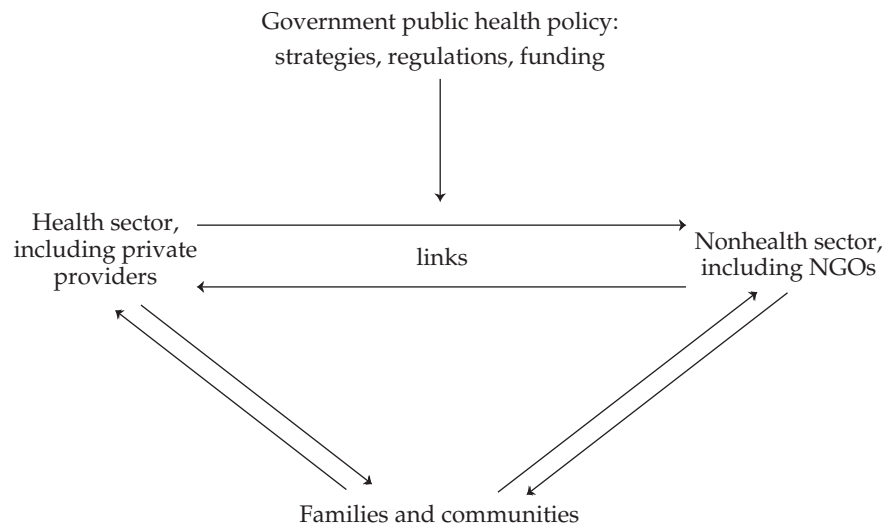 Government public health policy:
strategies, regulations, funding
Health sector,
including private
providers
links
Nonhealth sector,
including NGOs
Families and communities